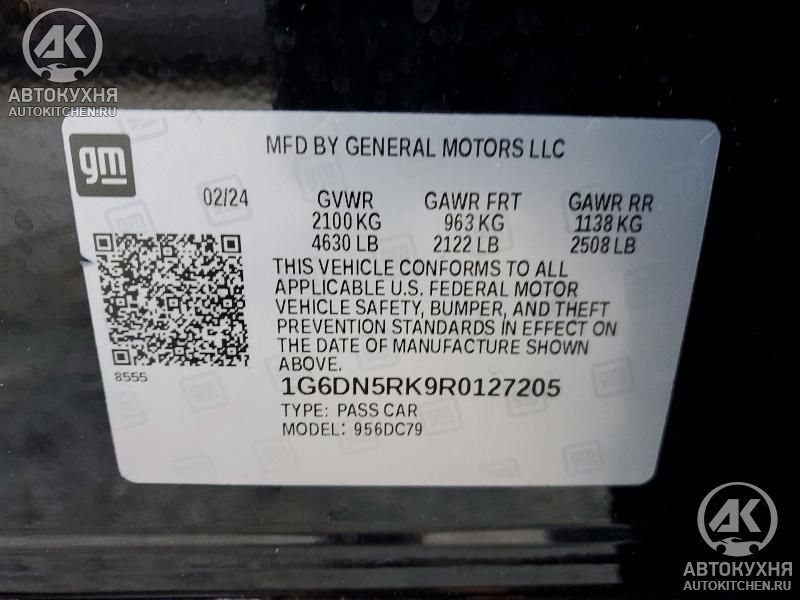 AK
АВТОКУХНЯ
AUTOKITCHEN.RU
gm
MFD BY GENERAL MOTORS LLC
02/24 GVWR GAWR FRT GAWR RR
2100 KG 963 KG 1138 KG
4630 LB 2122 LB 2508 LB
THIS VEHICLE CONFORMS TO ALL
APPLICABLE U.S. FEDERAL MOTOR
VEHICLE SAFETY, BUMPER, AND THEFT
PREVENTION STANDARDS IN EFFECT ON
THE DATE OF MANUFACTURE SHOWN
ABOVE.
8555
1G6DN5RK9R0127205
TYPE: PASS CAR
MODEL: 956DC79
AK
АВТОКУХНЯ
AUTOKITCHEN.RU